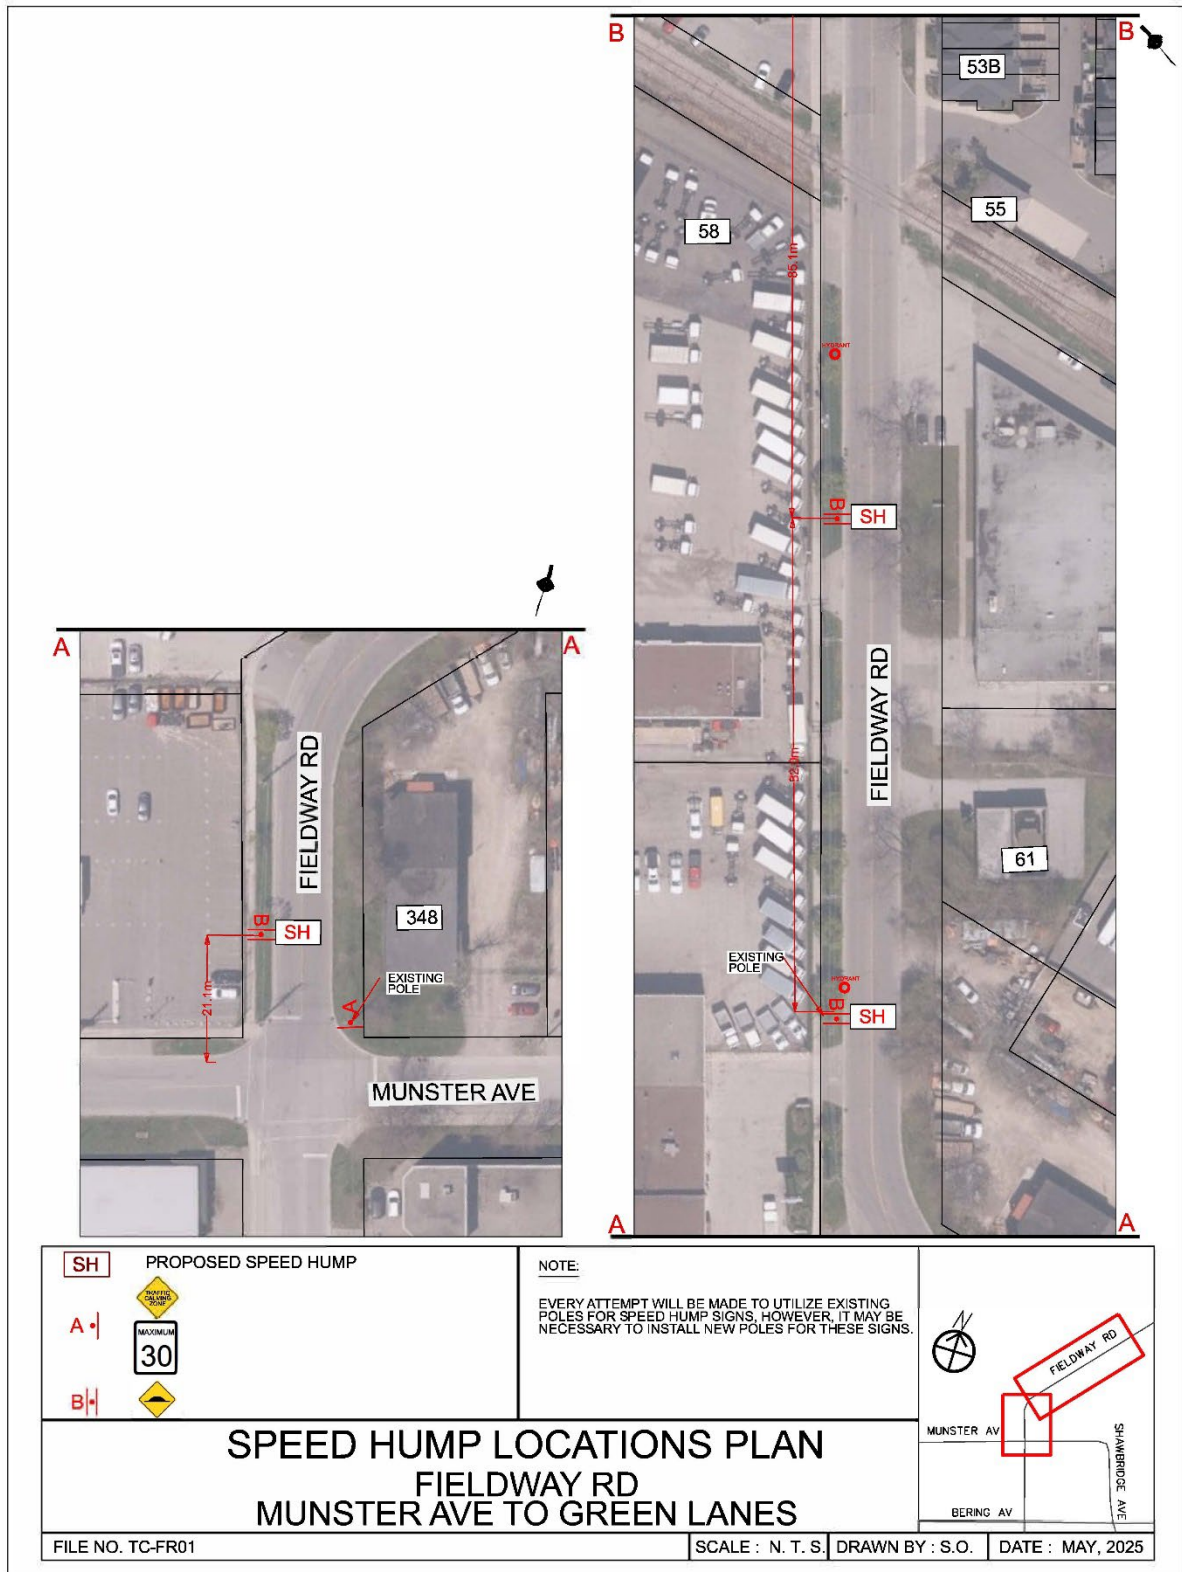 B
B
53B
55
58
85.1m
HYDRANT
B
SH
FIELDWAY RD
52.0m
61
EXISTING
POLE
HYDRANT
B
SH
A
A
A
A
FIELDWAY RD
B
SH
348
21.1m
EXISTING
POLE
A
MUNSTER AVE
SH PROPOSED SPEED HUMP
TRAFFIC
CALMING
ZONE
A
MAXIMUM
30
B
NOTE:
EVERY ATTEMPT WILL BE MADE TO UTILIZE EXISTING
POLES FOR SPEED HUMP SIGNS, HOWEVER, IT MAY BE
NECESSARY TO INSTALL NEW POLES FOR THESE SIGNS.
N
FIELDWAY RD
MUNSTER AV
SHAWBRIDGE AVE
BERING AV
SPEED HUMP LOCATIONS PLAN
FIELDWAY RD
MUNSTER AVE TO GREEN LANES
FILE NO. TC-FR01
SCALE : N. T. S.
DRAWN BY : S.O.
DATE : MAY, 2025